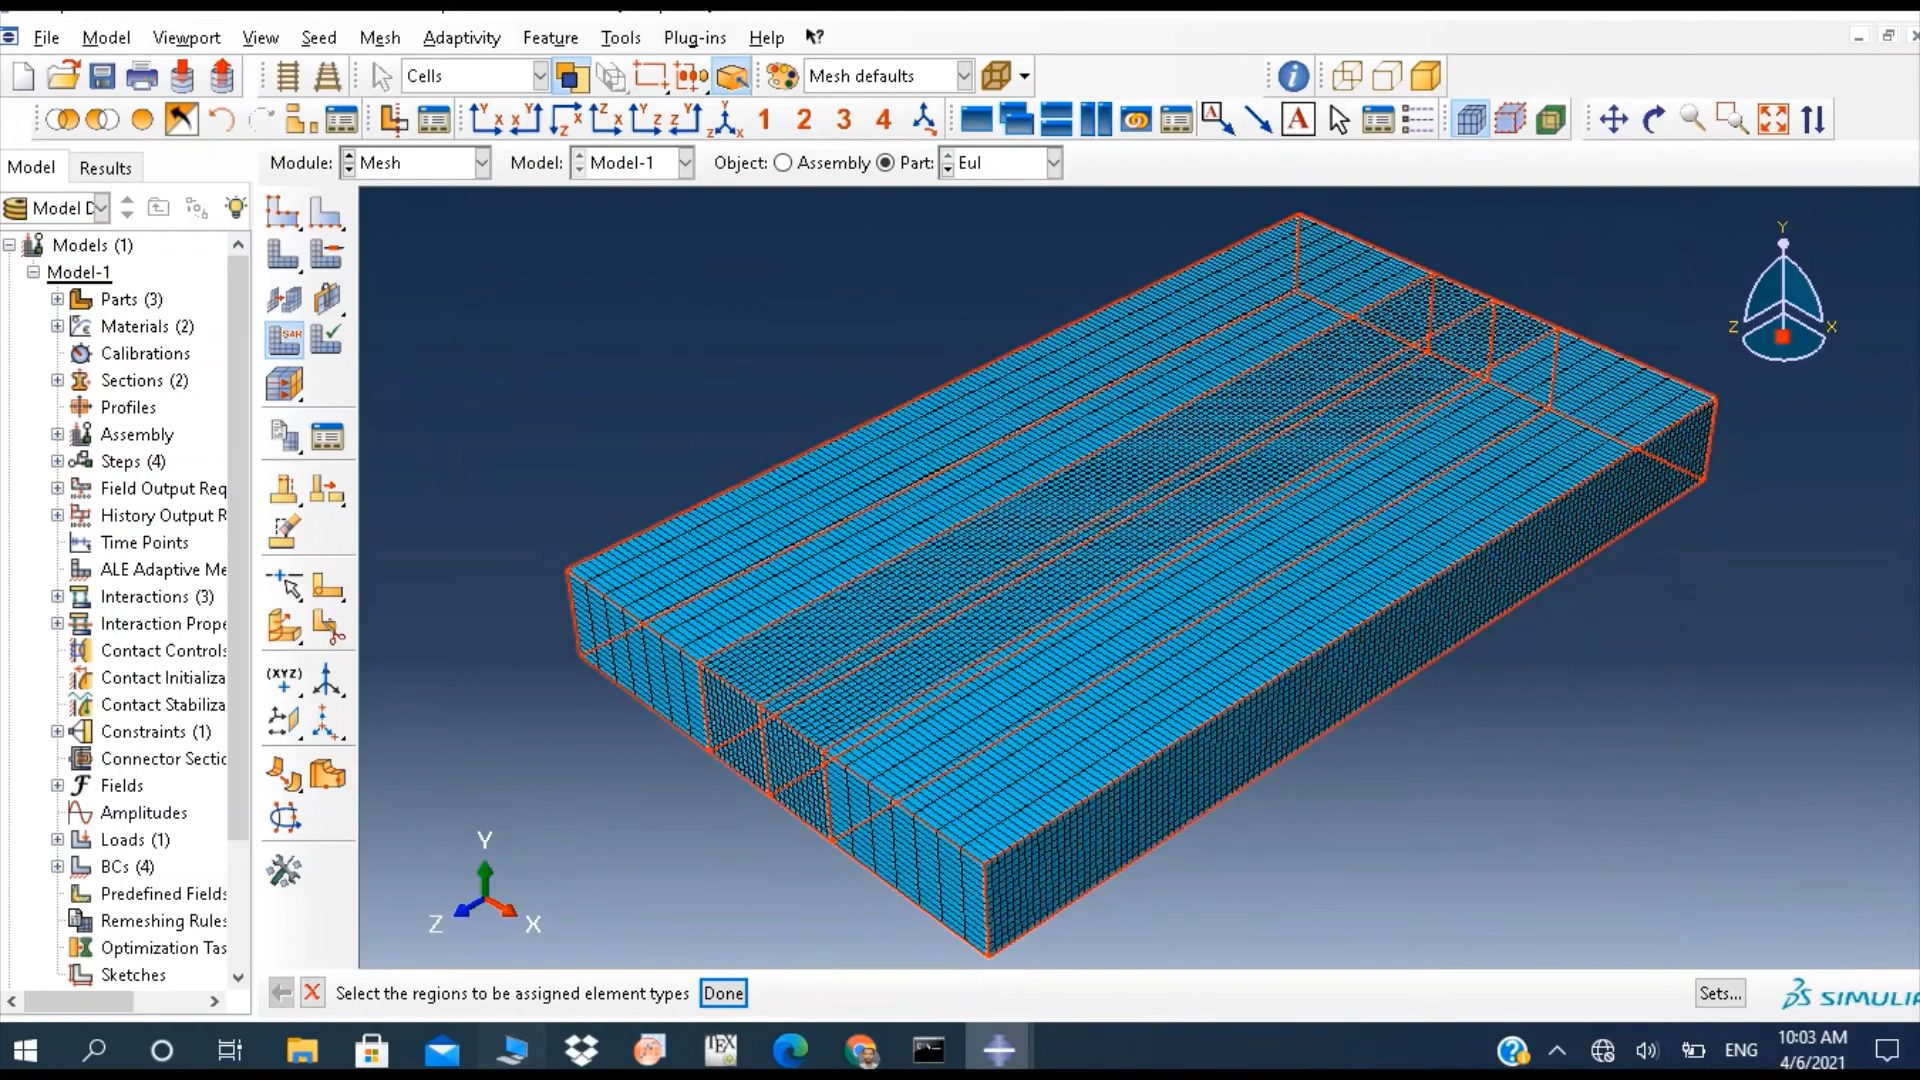 File Model Viewport View Seed Mesh Adaptivity Feature Tools Plug-ins Help
Cells Mesh defaults
1 2 3 4
Model Results
Module: Mesh Model: Model-1 Object: Assembly Part: Eul
Model D
Models (1)
Model-1
Parts (3)
Materials (2)
Calibrations
Sections (2)
Profiles
Assembly
Steps (4)
Field Output Req
History Output R
Time Points
ALE Adaptive Me
Interactions (3)
Interaction Prope
Contact Controls
Contact Initializa
Contact Stabiliza
Constraints (1)
Connector Sectic
Fields
Amplitudes
Loads (1)
BCs (4)
Predefined Fields
Remeshing Rules
Optimization Tas
Sketches
S4R
(XYZ)
Y
Z X
Y
Z X
Select the regions to be assigned element types Done
Sets...
SIMULIA
TEX
ENG
10:03 AM
4/6/2021